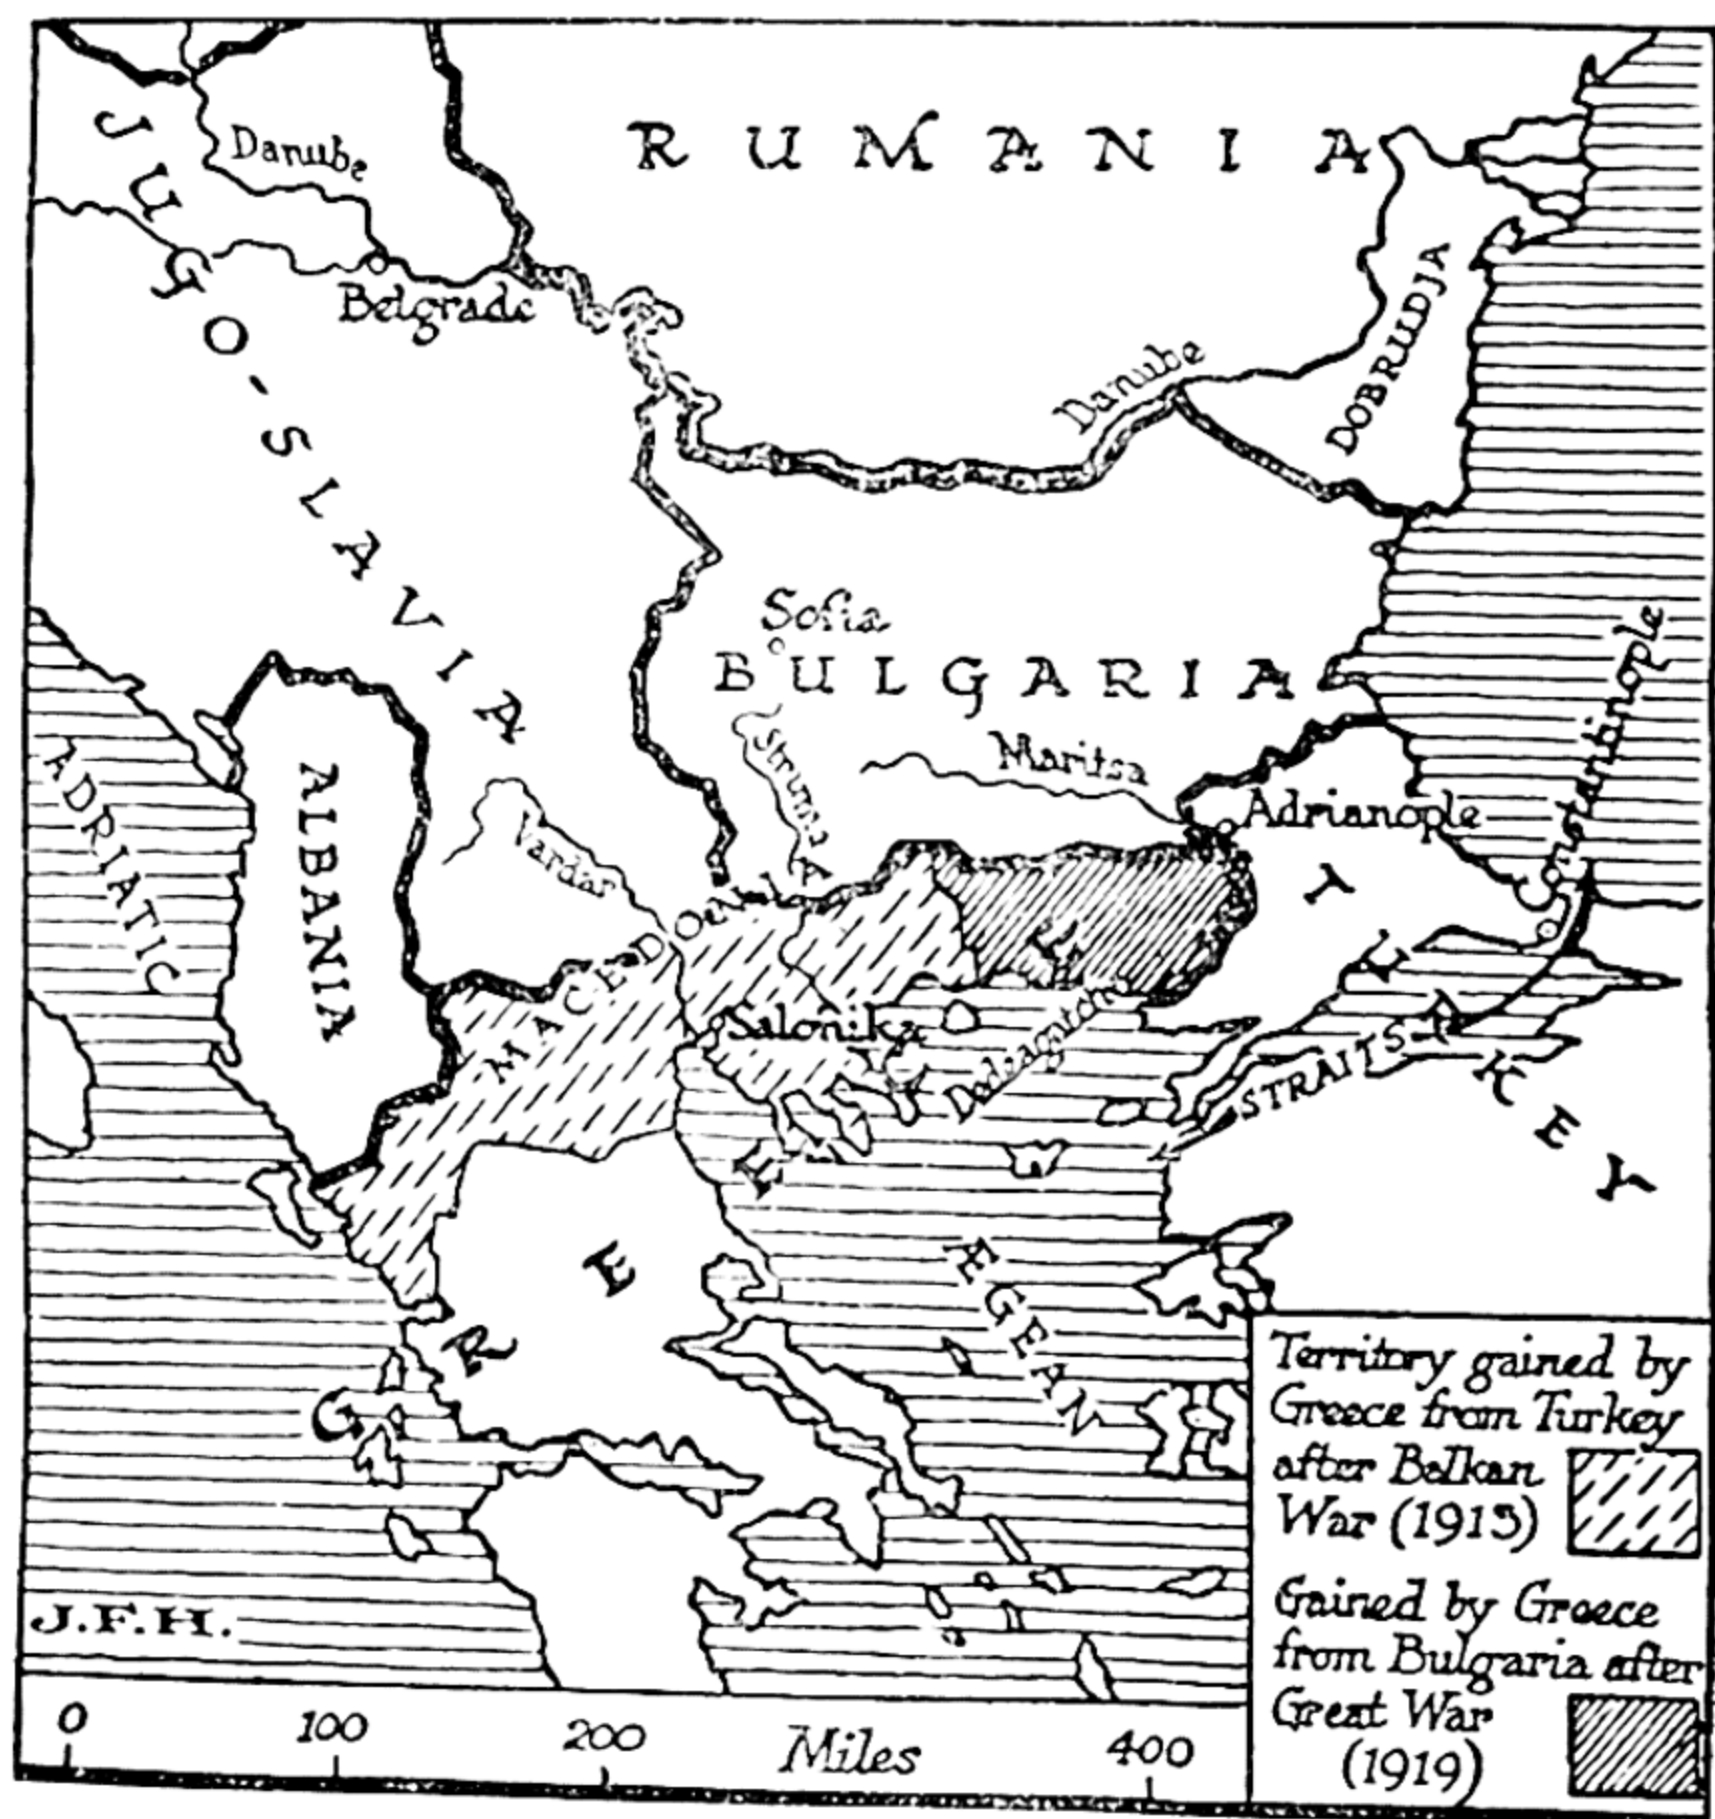 RUMANIA
JUGO-SLAVIA
Danube
Belgrade
Danube
DOBRUDJA
Sofia
BULGARIA
Struma
Maritsa
Constantinople
Adrianople
ADRIATIC
ALBANIA
Vardar
MACEDONIA
Salonika
Dedeagatch
STRAITS
TURKEY
GREECE
ÆGEAN
Territory gained by
Greece from Turkey
after Balkan
War (1913)
Gained by Greece
from Bulgaria after
Great War
(1919)
J.F.H.
0 100 200 Miles 400